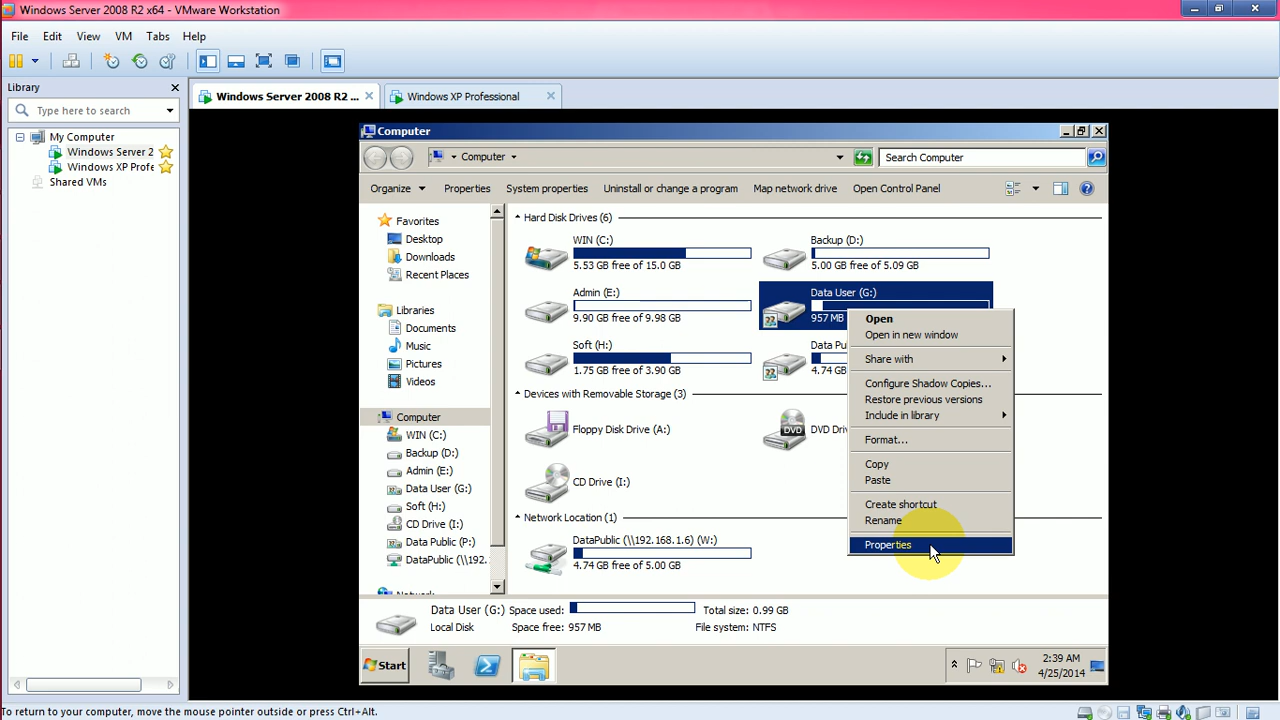 Windows Server 2008 R2 x64 - VMware Workstation
File Edit View VM Tabs Help
Library
Type here to search
My Computer
Windows Server 2
Windows XP Profe
Shared VMs
Windows Server 2008 R2 ...
Windows XP Professional
Computer
Computer
Search Computer
Organize Properties System properties Uninstall or change a program Map network drive Open Control Panel
Favorites
Desktop
Downloads
Recent Places
Libraries
Documents
Music
Pictures
Videos
Computer
WIN (C:)
Backup (D:)
Admin (E:)
Data User (G:)
Soft (H:)
CD Drive (I:)
Data Public (P:)
DataPublic (\\192.
Hard Disk Drives (6)
WIN (C:)
5.53 GB free of 15.0 GB
Backup (D:)
5.00 GB free of 5.09 GB
Admin (E:)
9.90 GB free of 9.98 GB
Data User (G:)
957 MB
Soft (H:)
1.75 GB free of 3.90 GB
Data Pu
4.74 GB
Devices with Removable Storage (3)
Floppy Disk Drive (A:)
DVD
DVD Driv
CD Drive (I:)
Network Location (1)
DataPublic (\\192.168.1.6) (W:)
4.74 GB free of 5.00 GB
Open
Open in new window
Share with
Configure Shadow Copies...
Restore previous versions
Include in library
Format...
Copy
Paste
Create shortcut
Rename
Properties
Data User (G:) Space used: Total size: 0.99 GB
Local Disk Space free: 957 MB File system: NTFS
Start
2:39 AM
4/25/2014
To return to your computer, move the mouse pointer outside or press Ctrl+Alt.